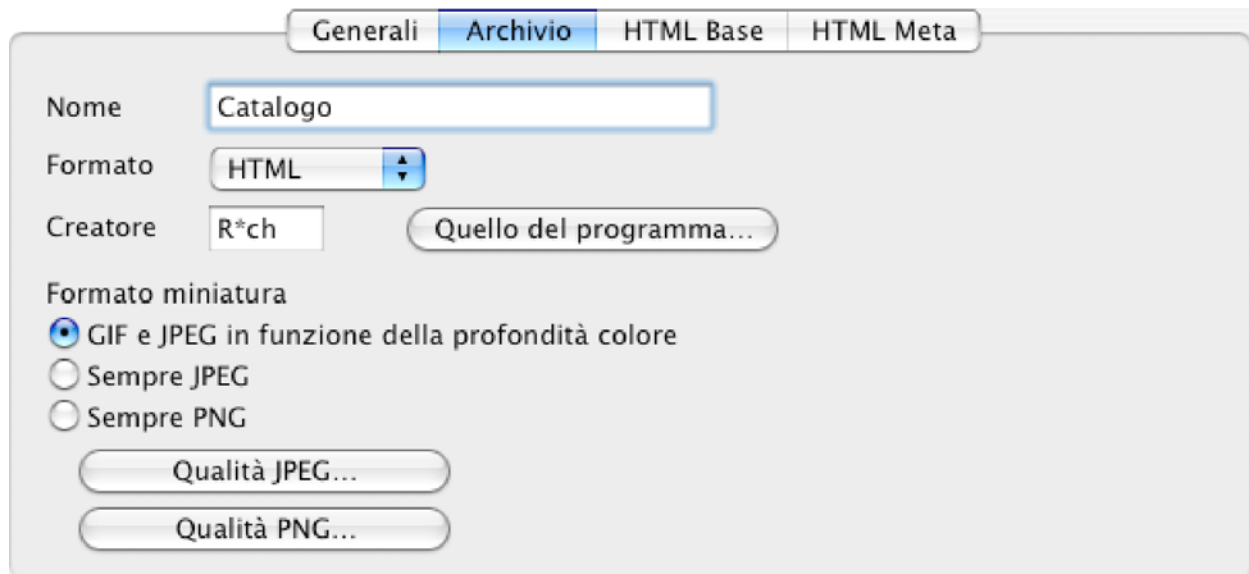 Generali Archivio HTML Base HTML Meta
Nome Catalogo
Formato HTML
Creatore R*ch Quello del programma...
Formato miniatura
GIF e JPEG in funzione della profondità colore
Sempre JPEG
Sempre PNG
Qualità JPEG...
Qualità PNG...